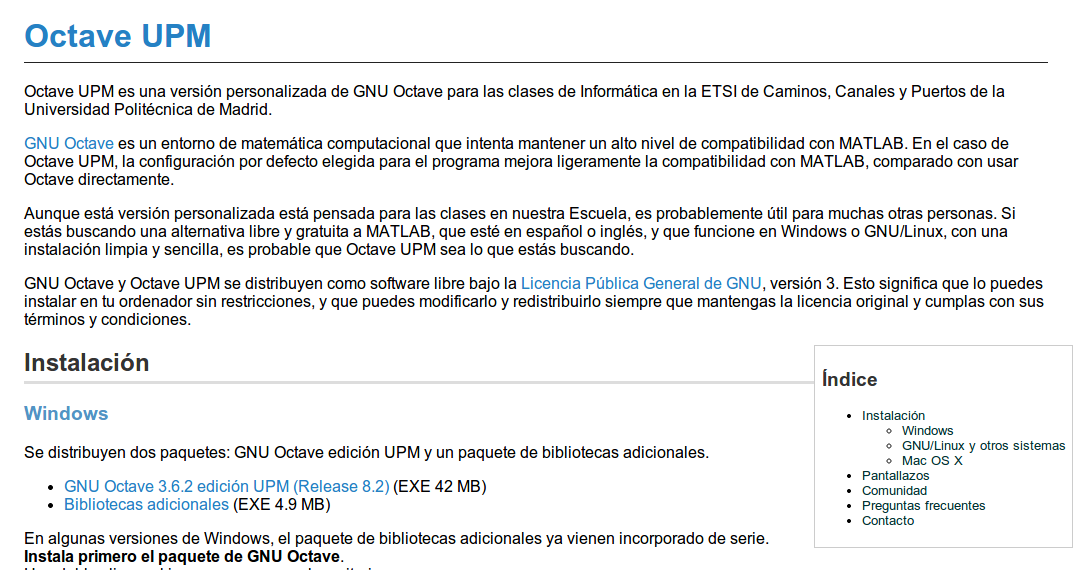 Octave UPM
Octave UPM es una versión personalizada de GNU Octave para las clases de Informática en la ETSI de Caminos, Canales y Puertos de la
Universidad Politécnica de Madrid.
GNU Octave es un entorno de matemática computacional que intenta mantener un alto nivel de compatibilidad con MATLAB. En el caso de
Octave UPM, la configuración por defecto elegida para el programa mejora ligeramente la compatibilidad con MATLAB, comparado con usar
Octave directamente.
Aunque está versión personalizada está pensada para las clases en nuestra Escuela, es probablemente útil para muchas otras personas. Si
estás buscando una alternativa libre y gratuita a MATLAB, que esté en español o inglés, y que funcione en Windows o GNU/Linux, con una
instalación limpia y sencilla, es probable que Octave UPM sea lo que estás buscando.
GNU Octave y Octave UPM se distribuyen como software libre bajo la Licencia Pública General de GNU, versión 3. Esto significa que lo puedes
instalar en tu ordenador sin restricciones, y que puedes modificarlo y redistribuirlo siempre que mantengas la licencia original y cumplas con sus
términos y condiciones.
Instalación
Windows
Se distribuyen dos paquetes: GNU Octave edición UPM y un paquete de bibliotecas adicionales.
• GNU Octave 3.6.2 edición UPM (Release 8.2) (EXE 42 MB)
• Bibliotecas adicionales (EXE 4.9 MB)
En algunas versiones de Windows, el paquete de bibliotecas adicionales ya vienen incorporado de serie.
Instala primero el paquete de GNU Octave.
Índice
• Instalación
◦ Windows
◦ GNU/Linux y otros sistemas
◦ Mac OS X
• Pantallazos
• Comunidad
• Preguntas frecuentes
• Contacto